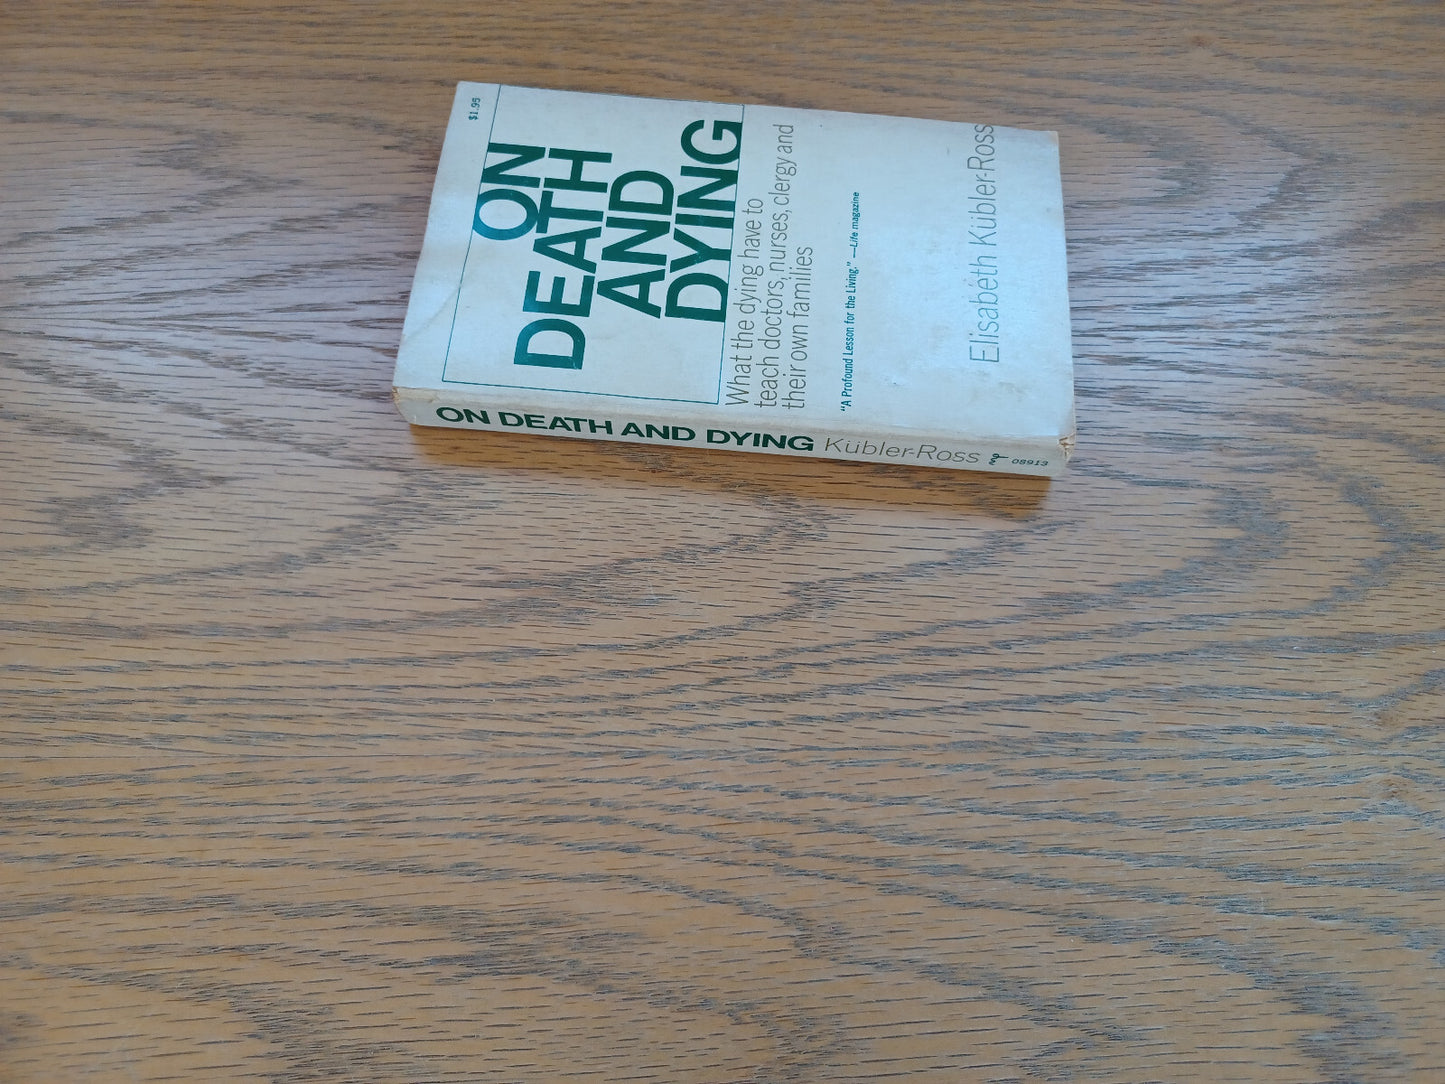 $1.95
ON
DEATH
AND
DYING
What the dying have to
teach doctors, nurses, clergy and
their own families
"A Profound Lesson for the Living." —Life magazine
Elisabeth Kübler-Ross
ON DEATH AND DYING Kübler-Ross 08913